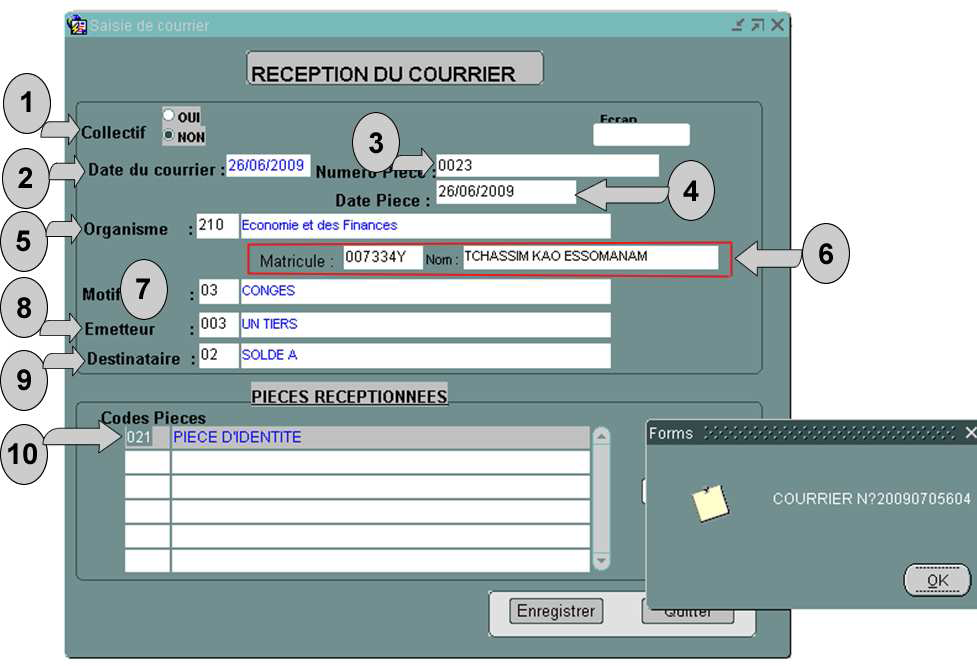 Saisie de courrier
RECEPTION DU COURRIER
1
Collectif OUI
NON
Ecran
2
Date du courrier : 26/06/2009
3
Numero Piece : 0023
Date Piece : 26/06/2009
4
5
Organisme : 210 Economie et des Finances
Matricule : 007334Y Nom : TCHASSIM KAO ESSOMANAM
6
Motif : 03 CONGES
7
8
Emetteur : 003 UN TIERS
9
Destinataire : 02 SOLDE A
PIECES RECEPTIONNEES
Codes Pieces
10
021 PIECE D'IDENTITE
Forms
COURRIER N?20090705604
OK
Enregistrer
Quitter